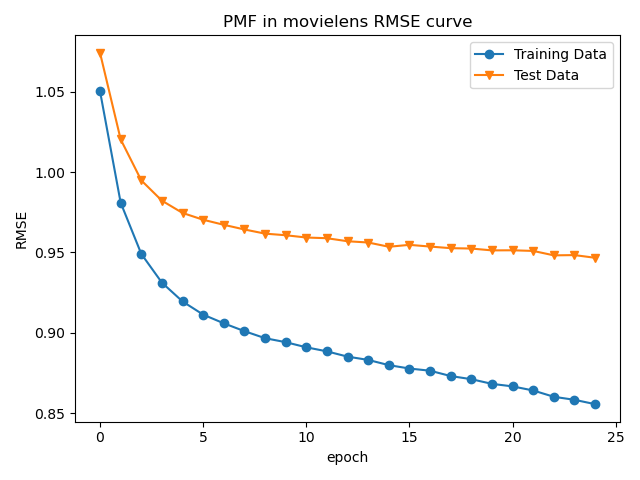 PMF in movielens RMSE curve
Training Data
Test Data
1.05
1.00
0.95
0.90
0.85
RMSE
0
5
10
15
20
25
epoch